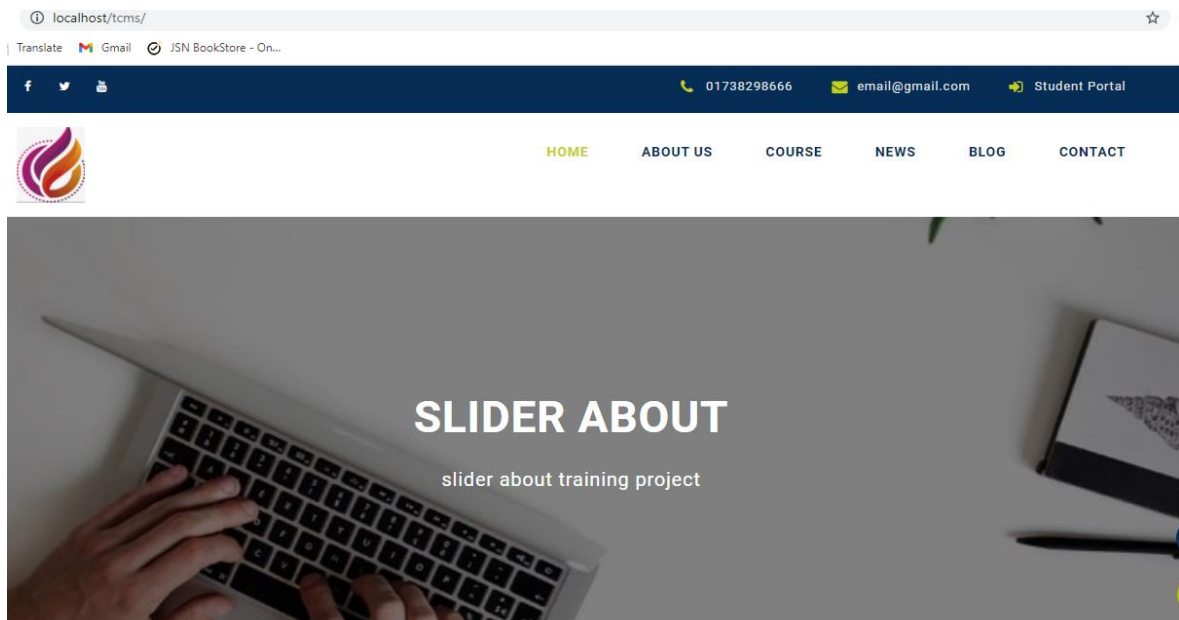 localhost/tcms/
Translate Gmail JSN BookStore - On...
01738298666 email@gmail.com Student Portal
HOME ABOUT US COURSE NEWS BLOG CONTACT
SLIDER ABOUT
slider about training project